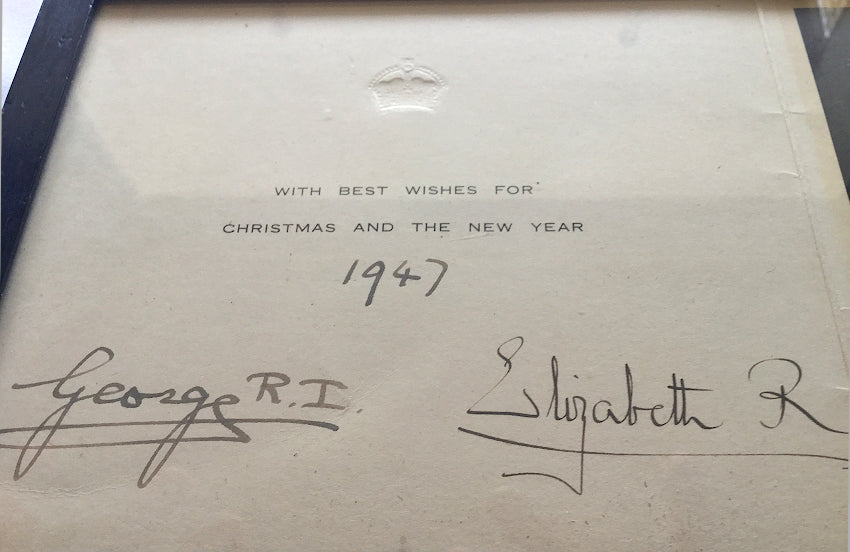 WITH BEST WISHES FOR
CHRISTMAS AND THE NEW YEAR
1947
George R.I.
Elizabeth R